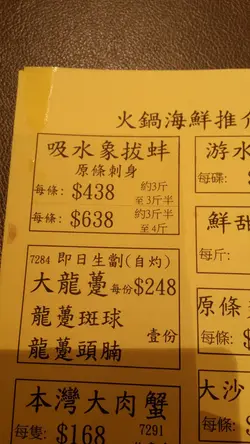 火鍋海鮮推
吸水象拔蚌
原條刺身
每條: $438 約3斤至3斤半
每條: $638 約3斤半至4斤
7284 即日生劏(自灼)
大龍躉 每份$248
龍躉斑球
龍躉頭腩 壹份
本灣大肉蟹
每隻: $168 7291
游水
每碟:
鮮甜
每斤:
原條
每條:
大沙
每條: